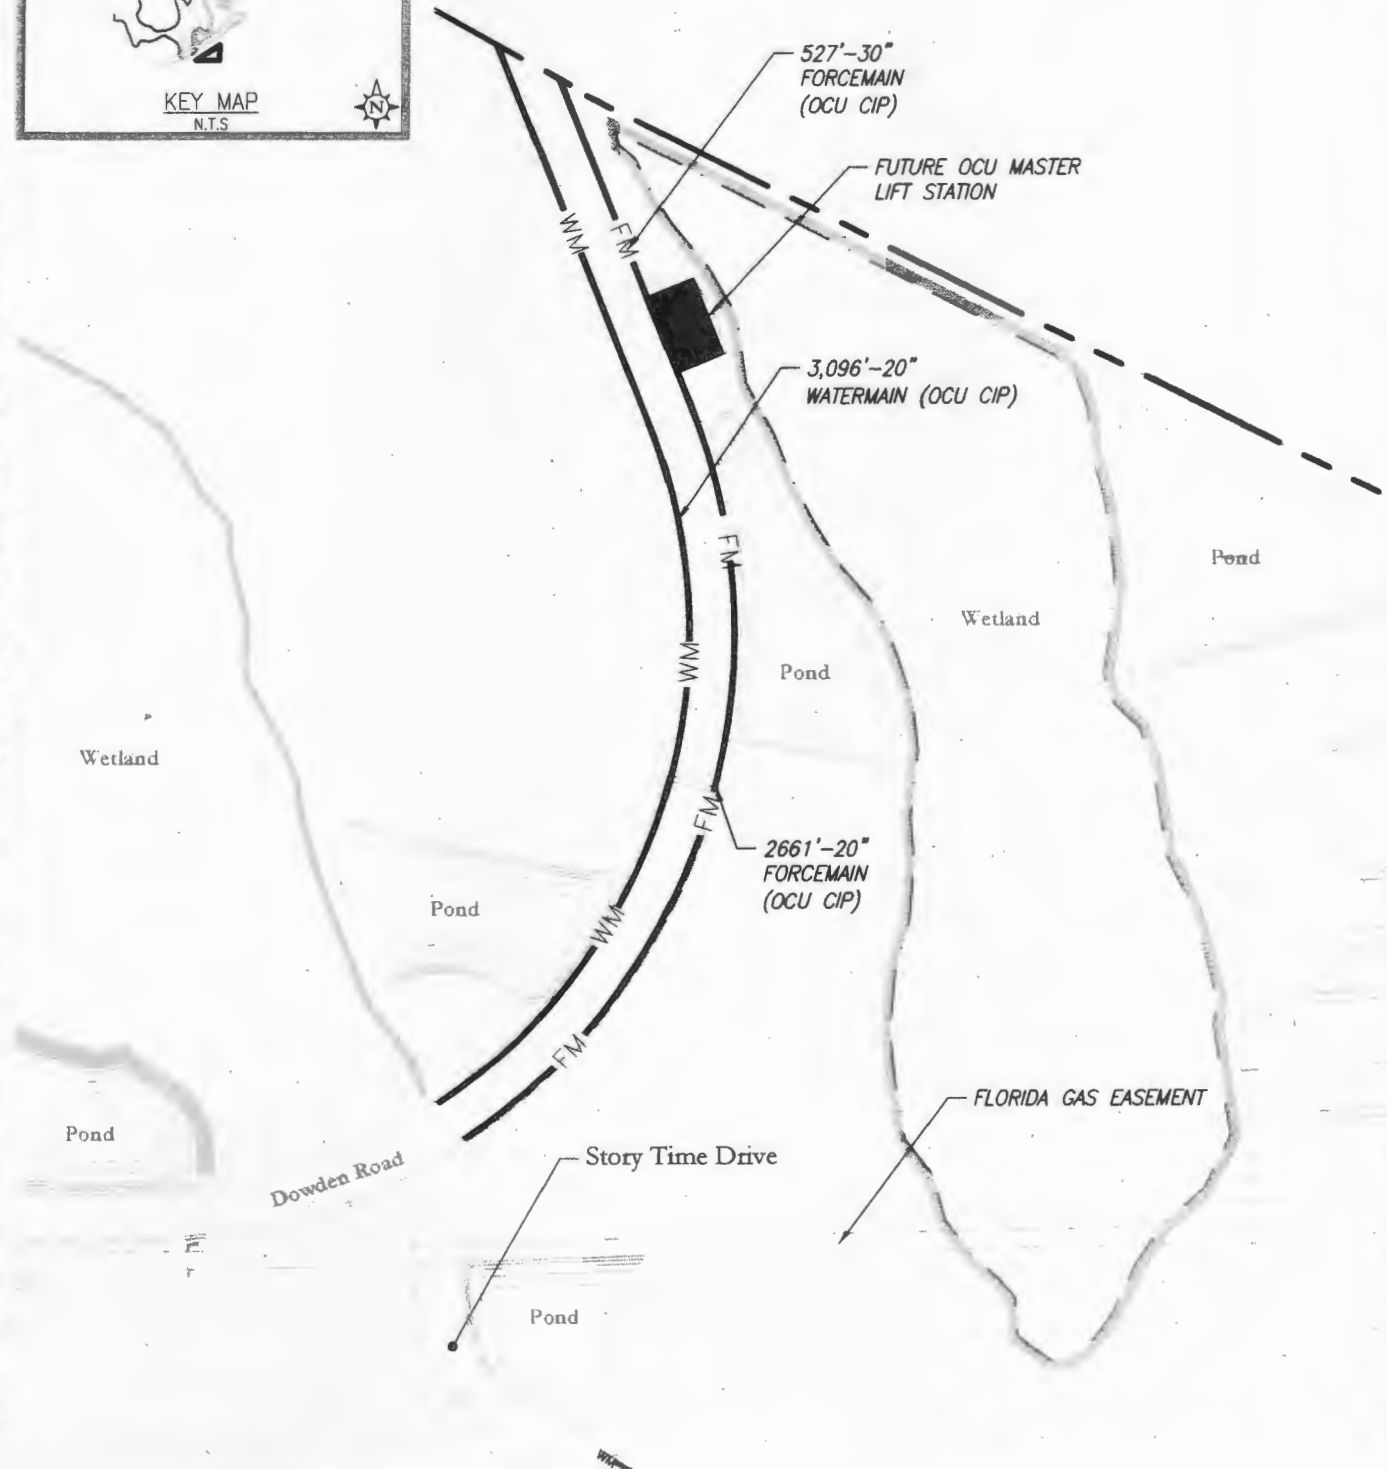 KEY MAP
N.T.S
N
527'-30"
FORCEMAIN
(OCU CIP)
FUTURE OCU MASTER
LIFT STATION
WM
FM
3,096'-20"
WATERMAIN (OCU CIP)
FM
Pond
Wetland
WM
Pond
Wetland
FM
2661'-20"
FORCEMAIN
(OCU CIP)
Pond
WM
FM
FLORIDA GAS EASEMENT
Pond
Story Time Drive
Dowden Road
Pond
WM